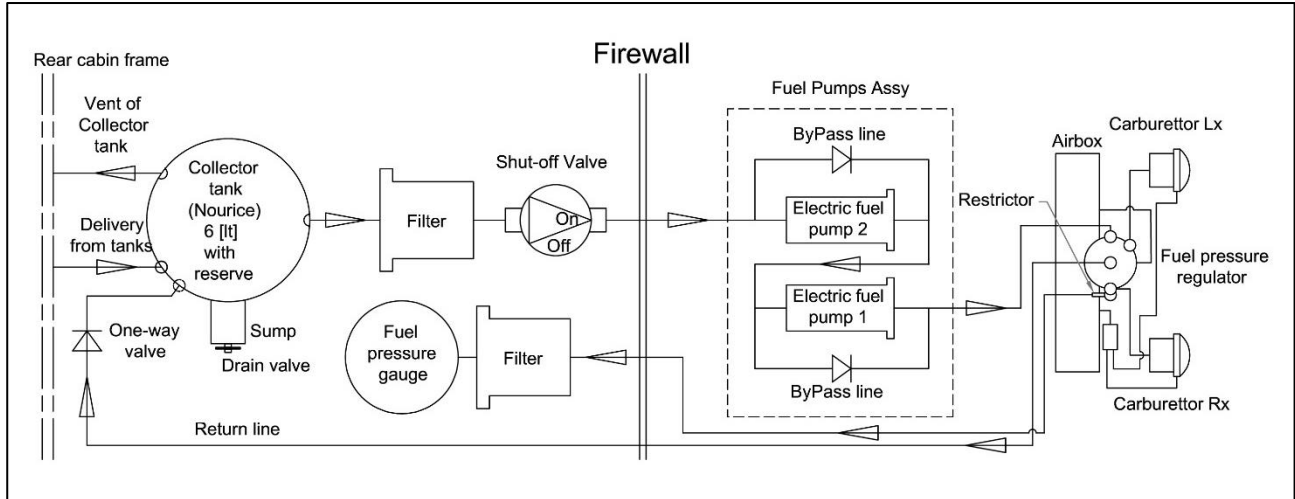 Firewall
Rear cabin frame
Vent of
Collector
tank
Delivery
from tanks
Collector
tank
(Nourice)
6 [lt]
with
reserve
Filter
Shut-off Valve
On
Off
Fuel Pumps Assy
ByPass line
Electric fuel
pump 2
Electric fuel
pump 1
ByPass line
Airbox
Carburettor Lx
Restrictor
Fuel pressure
regulator
Carburettor Rx
One-way
valve
Sump
Drain valve
Fuel
pressure
gauge
Filter
Return line